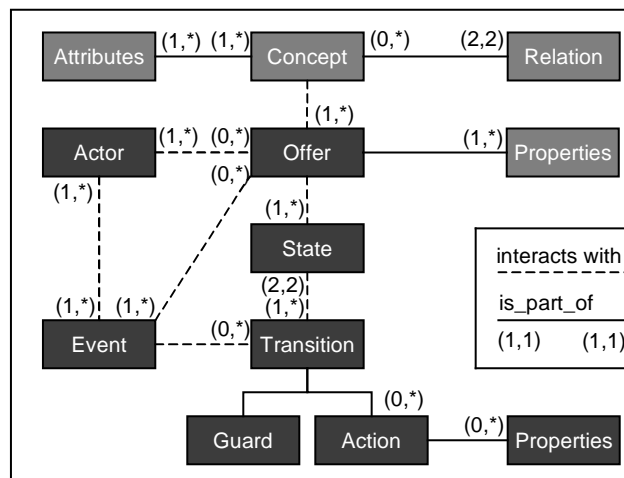 Attributes (1,*) (1,*) Concept (0,*) (2,2) Relation
(1,*)
Actor (1,*) (0,*) Offer (1,*) Properties
(1,*) (0,*)
(1,*)
State
interacts with
(2,2)
is_part_of
(1,*) (1,*) (1,*)
Event (0,*) Transition (1,1) (1,1)
(0,*)
Guard Action (0,*) Properties